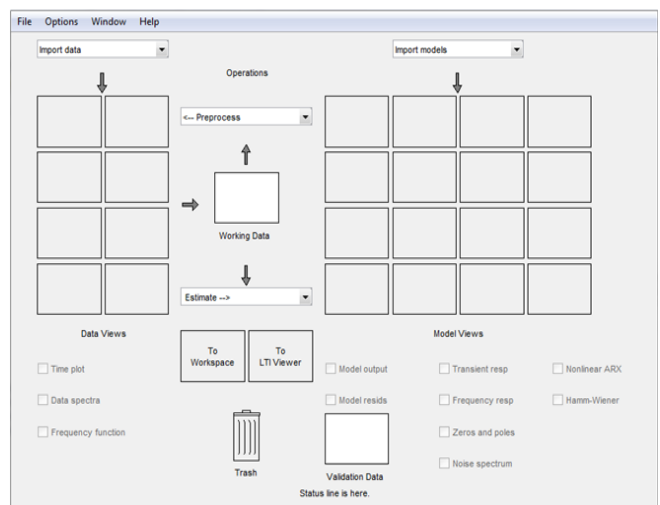 File Options Window Help
Import data
Import models
Operations
<-- Preprocess
Working Data
Estimate -->
Data Views
Model Views
To Workspace
To LTI Viewer
Time plot
Data spectra
Frequency function
Model output
Model resids
Transient resp
Frequency resp
Zeros and poles
Noise spectrum
Nonlinear ARX
Hamm-Wiener
Trash
Validation Data
Status line is here.